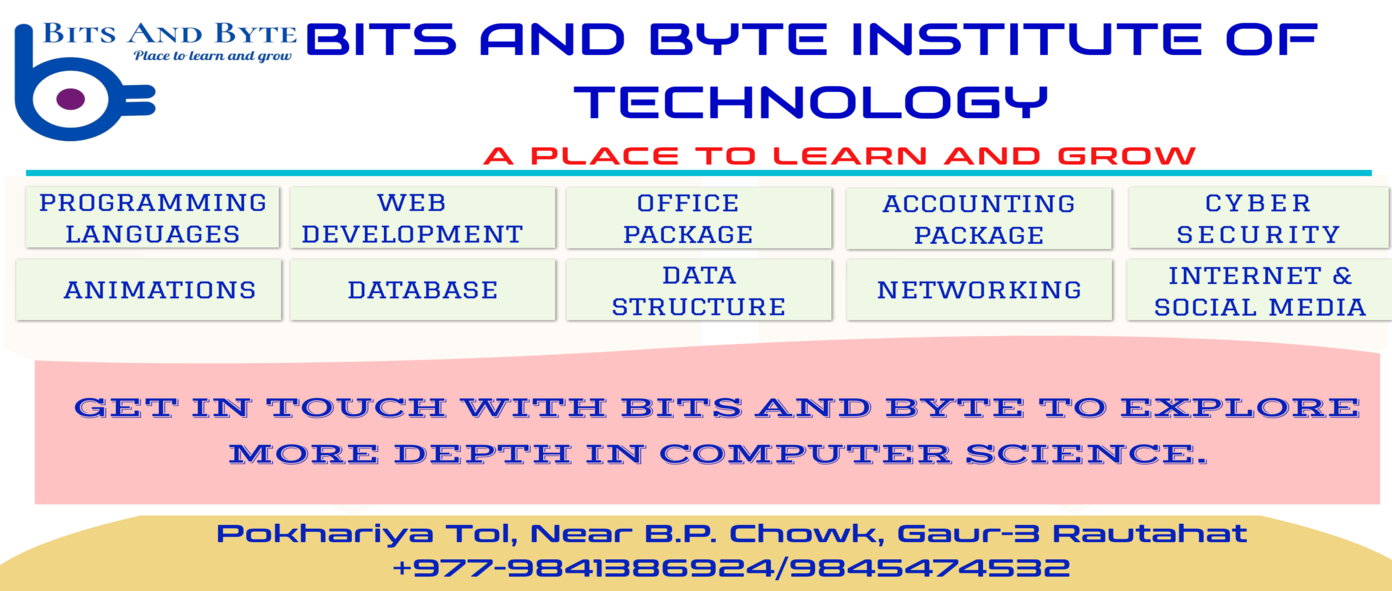 BITS AND BYTE
Place to learn and grow
BITS AND BYTE INSTITUTE OF
TECHNOLOGY
A PLACE TO LEARN AND GROW
PROGRAMMING
LANGUAGES
WEB
DEVELOPMENT
OFFICE
PACKAGE
ACCOUNTING
PACKAGE
CYBER
SECURITY
ANIMATIONS
DATABASE
DATA
STRUCTURE
NETWORKING
INTERNET &
SOCIAL MEDIA
GET IN TOUCH WITH BITS AND BYTE TO EXPLORE
MORE DEPTH IN COMPUTER SCIENCE.
Pokhariya Tol, Near B.P. Chowk, Gaur-3 Rautahat
+977-9841386924/9845474532